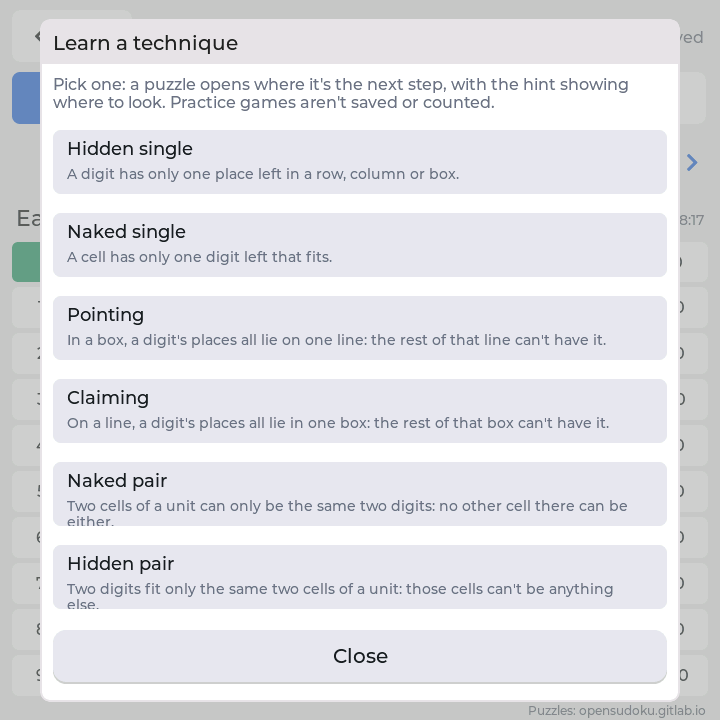 Learn a technique
Pick one: a puzzle opens where it's the next step, with the hint showing
where to look. Practice games aren't saved or counted.
Hidden single
A digit has only one place left in a row, column or box.
Naked single
A cell has only one digit left that fits.
Pointing
In a box, a digit's places all lie on one line: the rest of that line can't have it.
Claiming
On a line, a digit's places all lie in one box: the rest of that box can't have it.
Naked pair
Two cells of a unit can only be the same two digits: no other cell there can be
either.
Hidden pair
Two digits fit only the same two cells of a unit: those cells can't be anything
else.
Close
8:17
Puzzles: opensudoku.gitlab.io